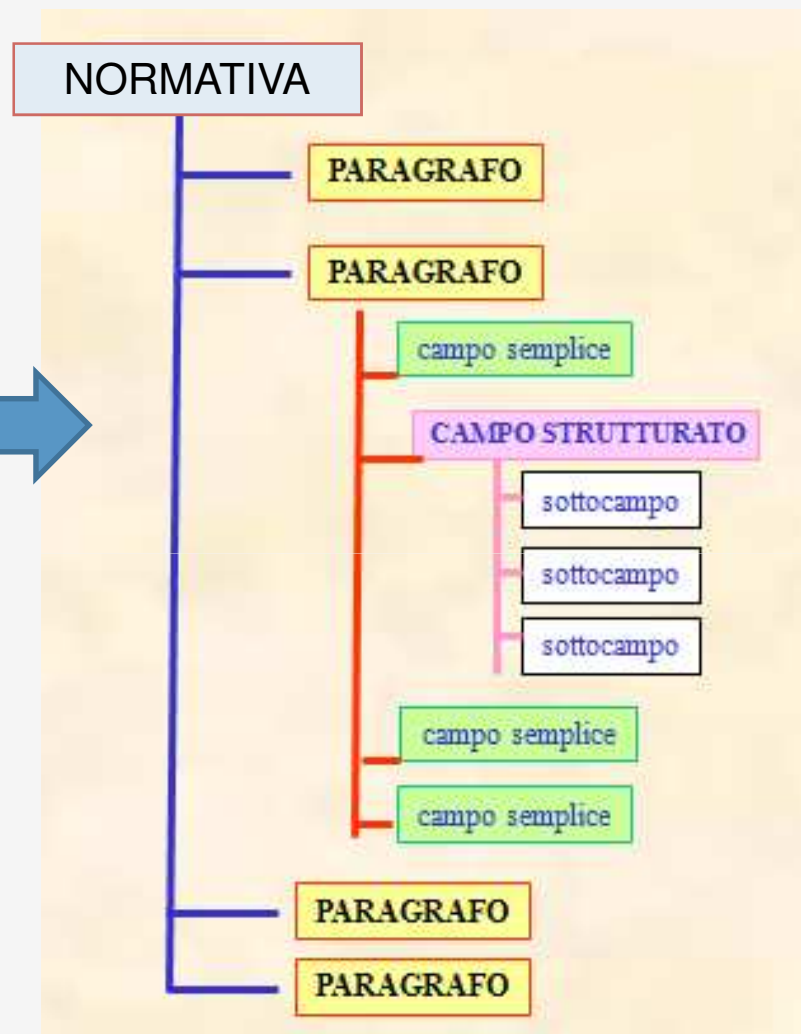 NORMATIVA
PARAGRAFO
PARAGRAFO
campo semplice
CAMPO STRUTTURATO
sottocampo
sottocampo
sottocampo
campo semplice
campo semplice
PARAGRAFO
PARAGRAFO